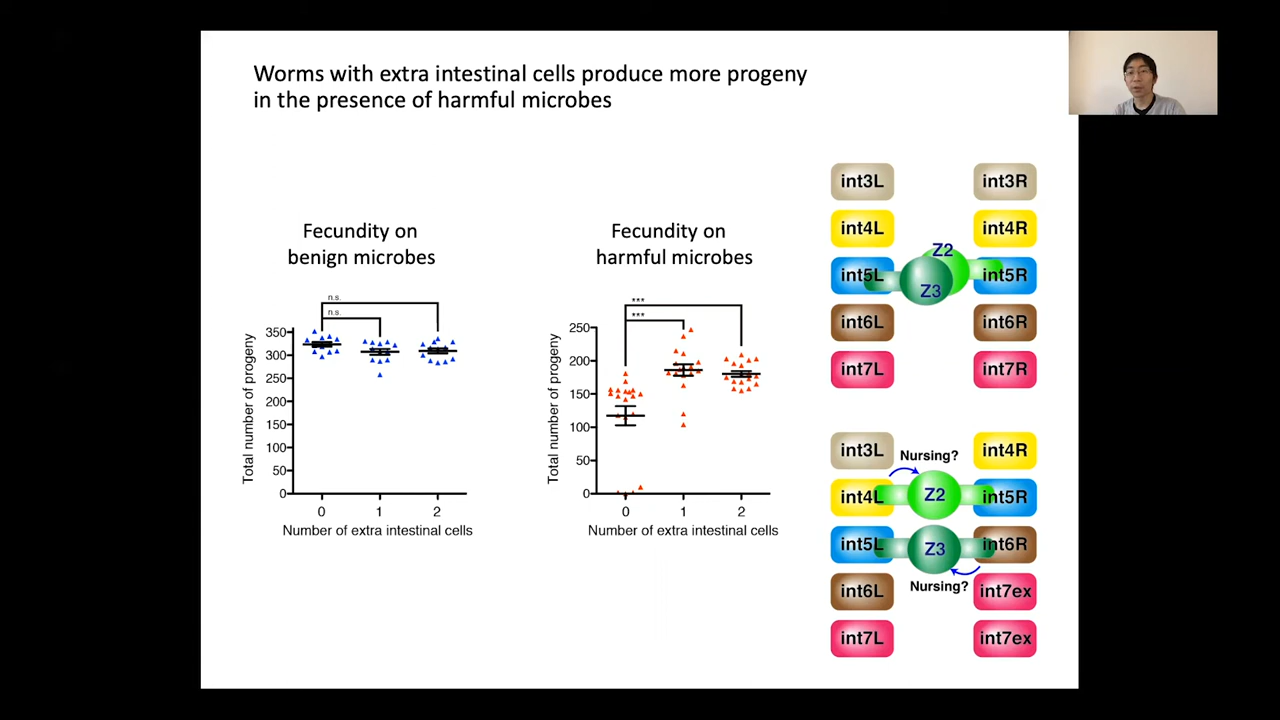 Worms with extra intestinal cells produce more progeny
in the presence of harmful microbes
Fecundity on
benign microbes
n.s.
n.s.
Total number of progeny
350
300
250
200
150
100
50
0
0 1 2
Number of extra intestinal cells
Fecundity on
harmful microbes
***
***
Total number of progeny
250
200
150
100
50
0
0 1 2
Number of extra intestinal cells
int3L int3R
int4L int4R
Z2
int5L int5R
Z3
int6L int6R
int7L int7R
int3L int4R
Nursing?
int4L Z2 int5R
int5L Z3 int6R
Nursing?
int6L int7ex
int7L int7ex